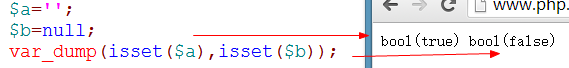 $a='';
$b=null;
var_dump(isset($a),isset($b));
www.php.
bool(true) bool(false)